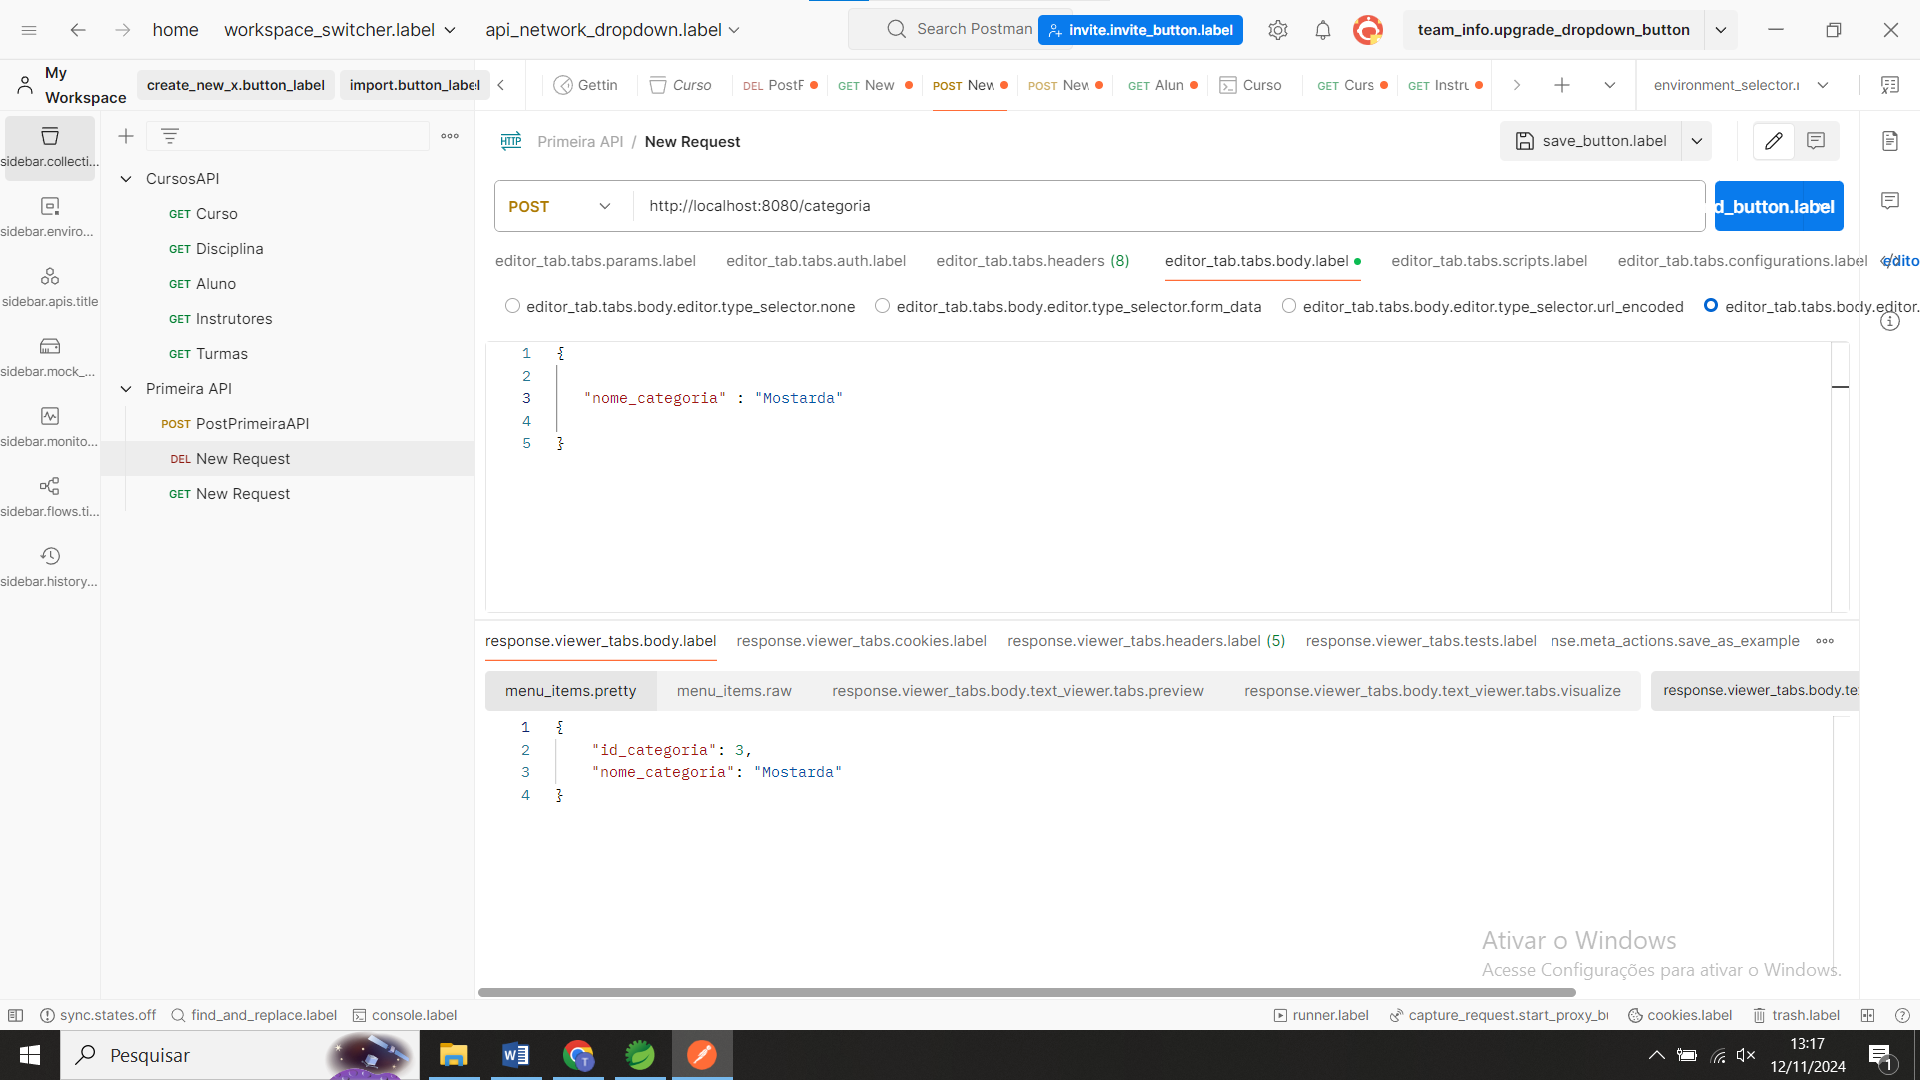 home
workspace_switcher.label
api_network_dropdown.label
Search Postman
invite.invite_button.label
team_info.upgrade_dropdown_button
My
Workspace
create_new_x.button_label
import.button_label
Gettin
Curso
DEL PostF
GET New
POST New
POST New
GET Alun
Curso
GET Curs
GET Instru
environment_selector.
sidebar.collecti...
sidebar.enviro...
sidebar.apis.title
sidebar.mock_...
sidebar.monito...
sidebar.flows.ti...
sidebar.history...
CursosAPI
GET Curso
GET Disciplina
GET Aluno
GET Instrutores
GET Turmas
Primeira API
POST PostPrimeiraAPI
DEL New Request
GET New Request
HTTP Primeira API / New Request
save_button.label
POST
http://localhost:8080/categoria
d_button.label
editor_tab.tabs.params.label
editor_tab.tabs.auth.label
editor_tab.tabs.headers (8)
editor_tab.tabs.body.label
editor_tab.tabs.scripts.label
editor_tab.tabs.configurations.label
edito
editor_tab.tabs.body.editor.type_selector.none
editor_tab.tabs.body.editor.type_selector.form_data
editor_tab.tabs.body.editor.type_selector.url_encoded
editor_tab.tabs.body.editor.
1 {
2
3 "nome_categoria" : "Mostarda"
4
5 }
response.viewer_tabs.body.label
response.viewer_tabs.cookies.label
response.viewer_tabs.headers.label (5)
response.viewer_tabs.tests.label
nse.meta_actions.save_as_example
menu_items.pretty
menu_items.raw
response.viewer_tabs.body.text_viewer.tabs.preview
response.viewer_tabs.body.text_viewer.tabs.visualize
response.viewer_tabs.body.te
1 {
2 "id_categoria": 3,
3 "nome_categoria": "Mostarda"
4 }
Ativar o Windows
Acesse Configurações para ativar o Windows.
sync.states.off
find_and_replace.label
console.label
runner.label
capture_request.start_proxy_bu
cookies.label
trash.label
Pesquisar
13:17
12/11/2024
1